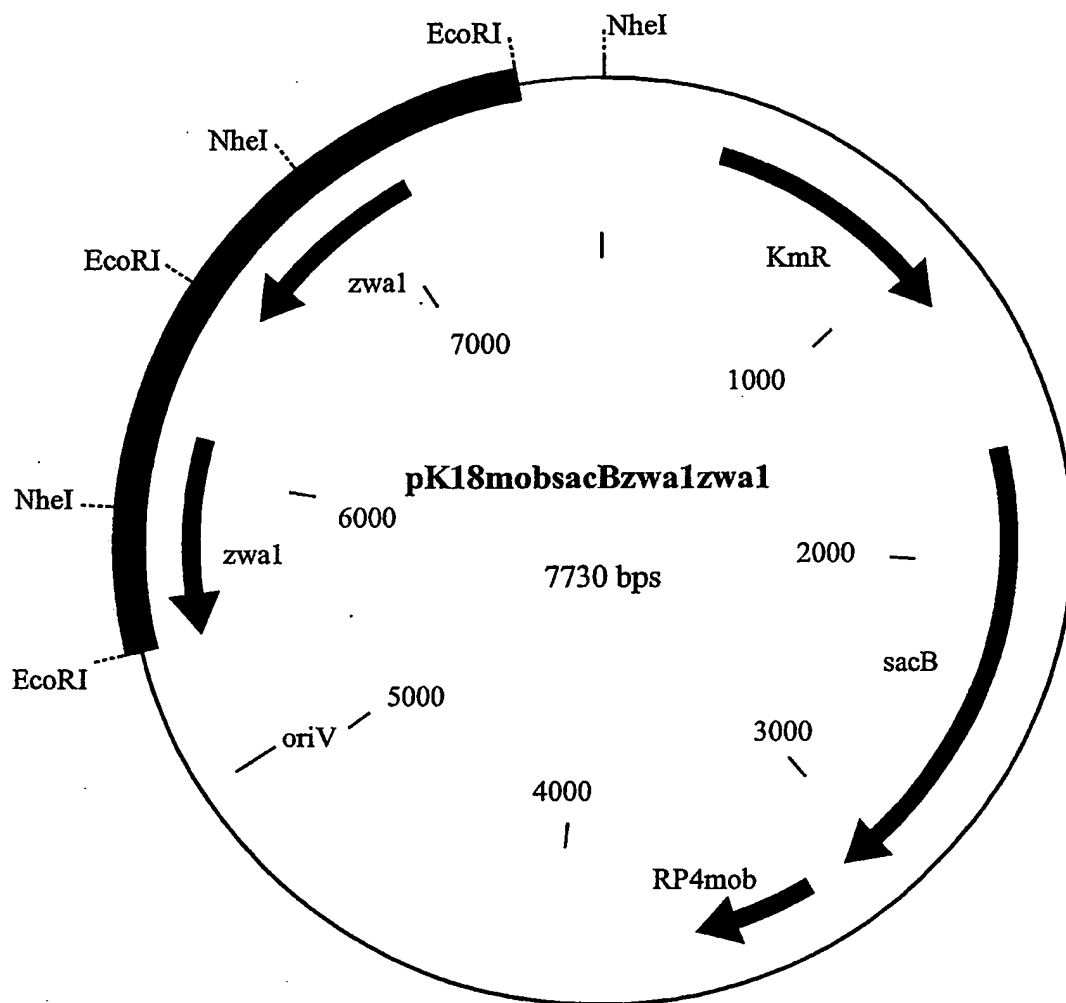 NheI
EcoRI
NheI
KmR
EcoRI
zwa1
7000
1000
pK18mobsacBzwa1zwa1
NheI
6000
2000
zwa1
7730 bps
sacB
EcoRI
5000
oriV
3000
4000
RP4mob